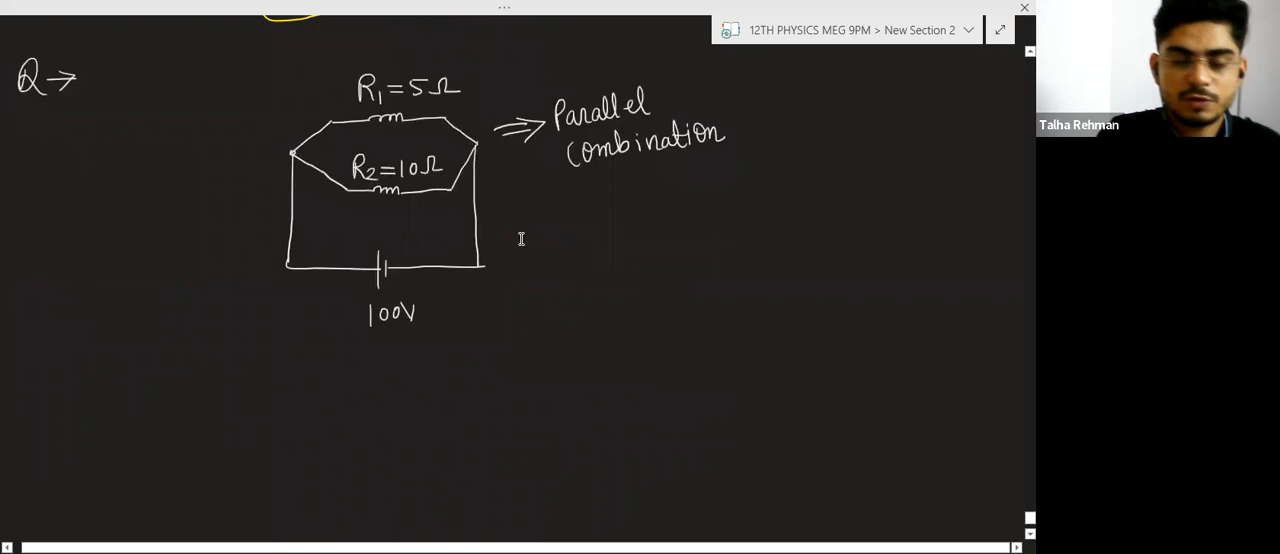 12TH PHYSICS MEG 9PM > New Section 2
Talha Rehman
Q →
R₁ = 5Ω
⇒ Parallel
Combination
R₂ = 10Ω
100V